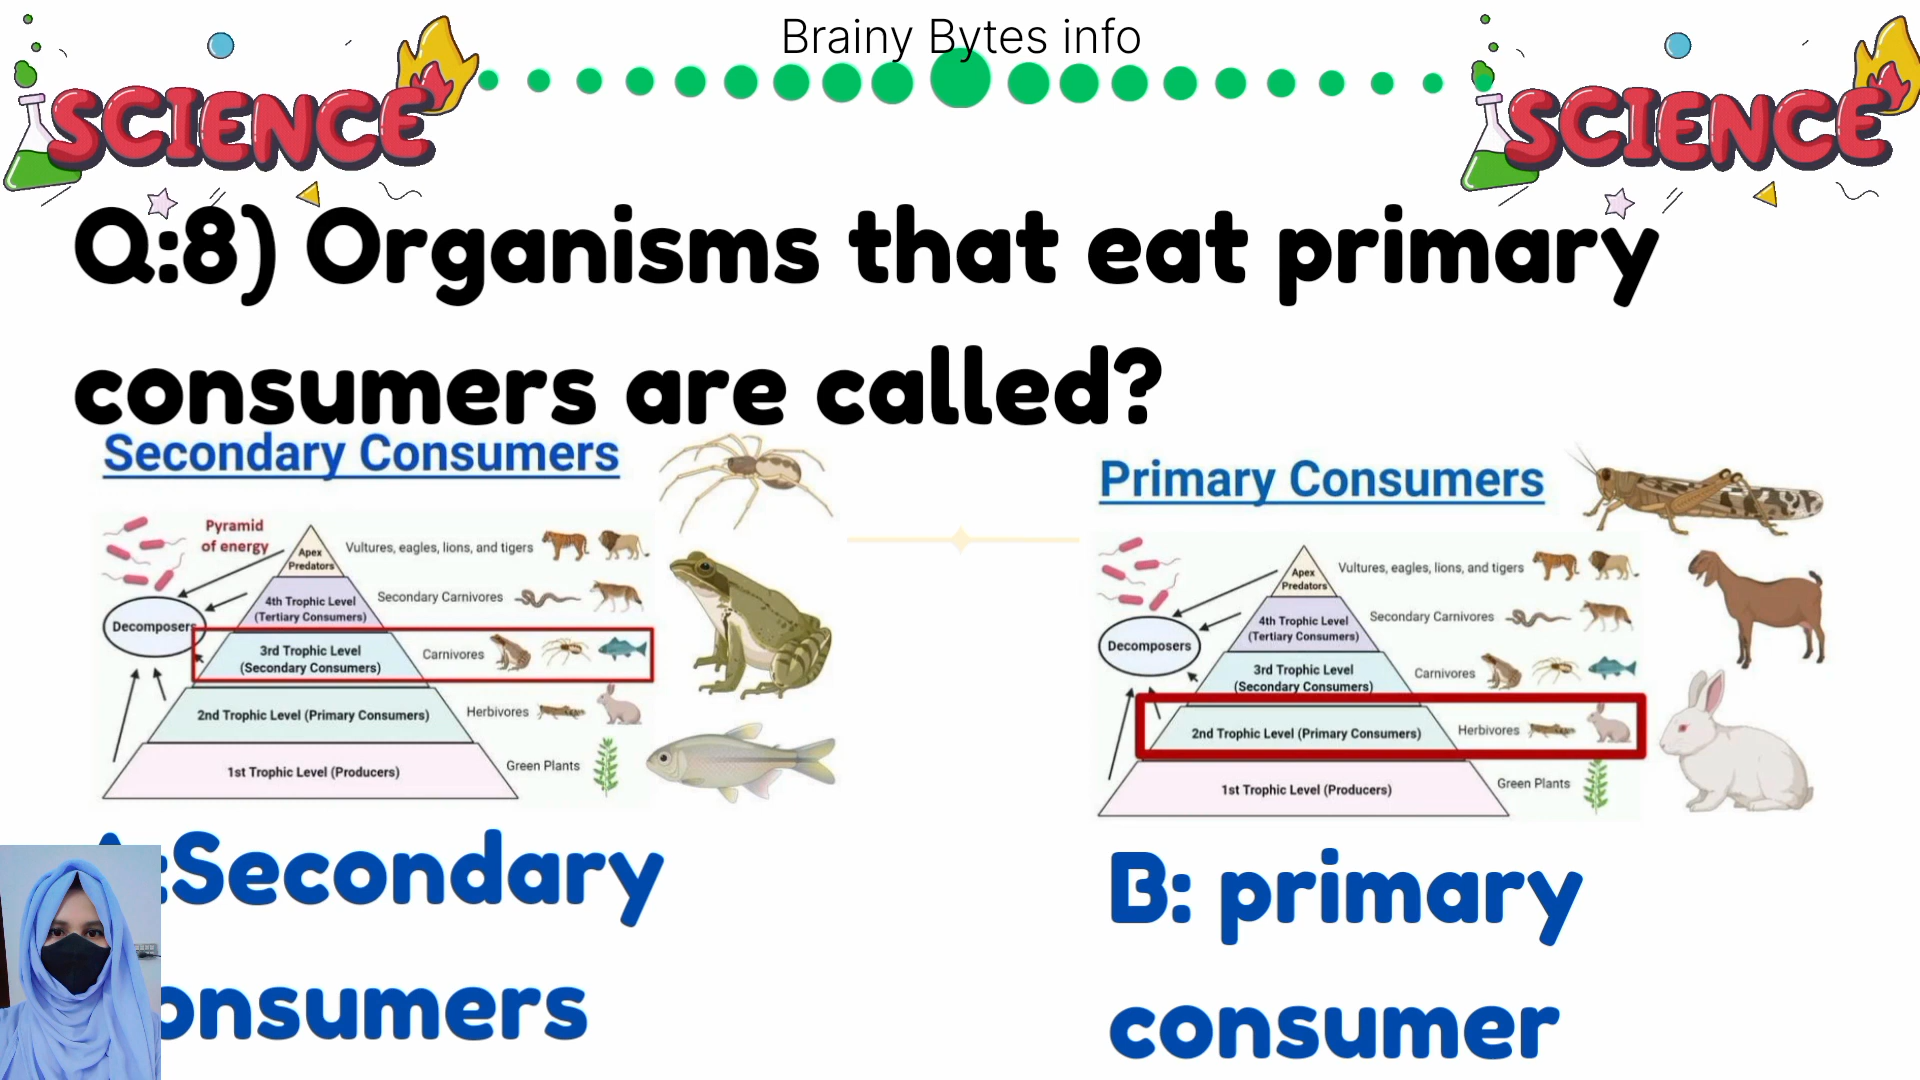 Brainy Bytes info
SCIENCE
SCIENCE
Q:8) Organisms that eat primary
consumers are called?
Secondary Consumers
Pyramid
of energy
Apex
Predators
Vultures, eagles, lions, and tigers
4th Trophic Level
(Tertiary Consumers)
Secondary Carnivores
Decomposers
3rd Trophic Level
(Secondary Consumers)
Carnivores
2nd Trophic Level (Primary Consumers)
Herbivores
1st Trophic Level (Producers)
Green Plants
Primary Consumers
Apex
Predators
Vultures, eagles, lions, and tigers
4th Trophic Level
(Tertiary Consumers)
Secondary Carnivores
Decomposers
3rd Trophic Level
(Secondary Consumers)
Carnivores
2nd Trophic Level (Primary Consumers)
Herbivores
1st Trophic Level (Producers)
Green Plants
:Secondary
onsumers
B: primary
consumer